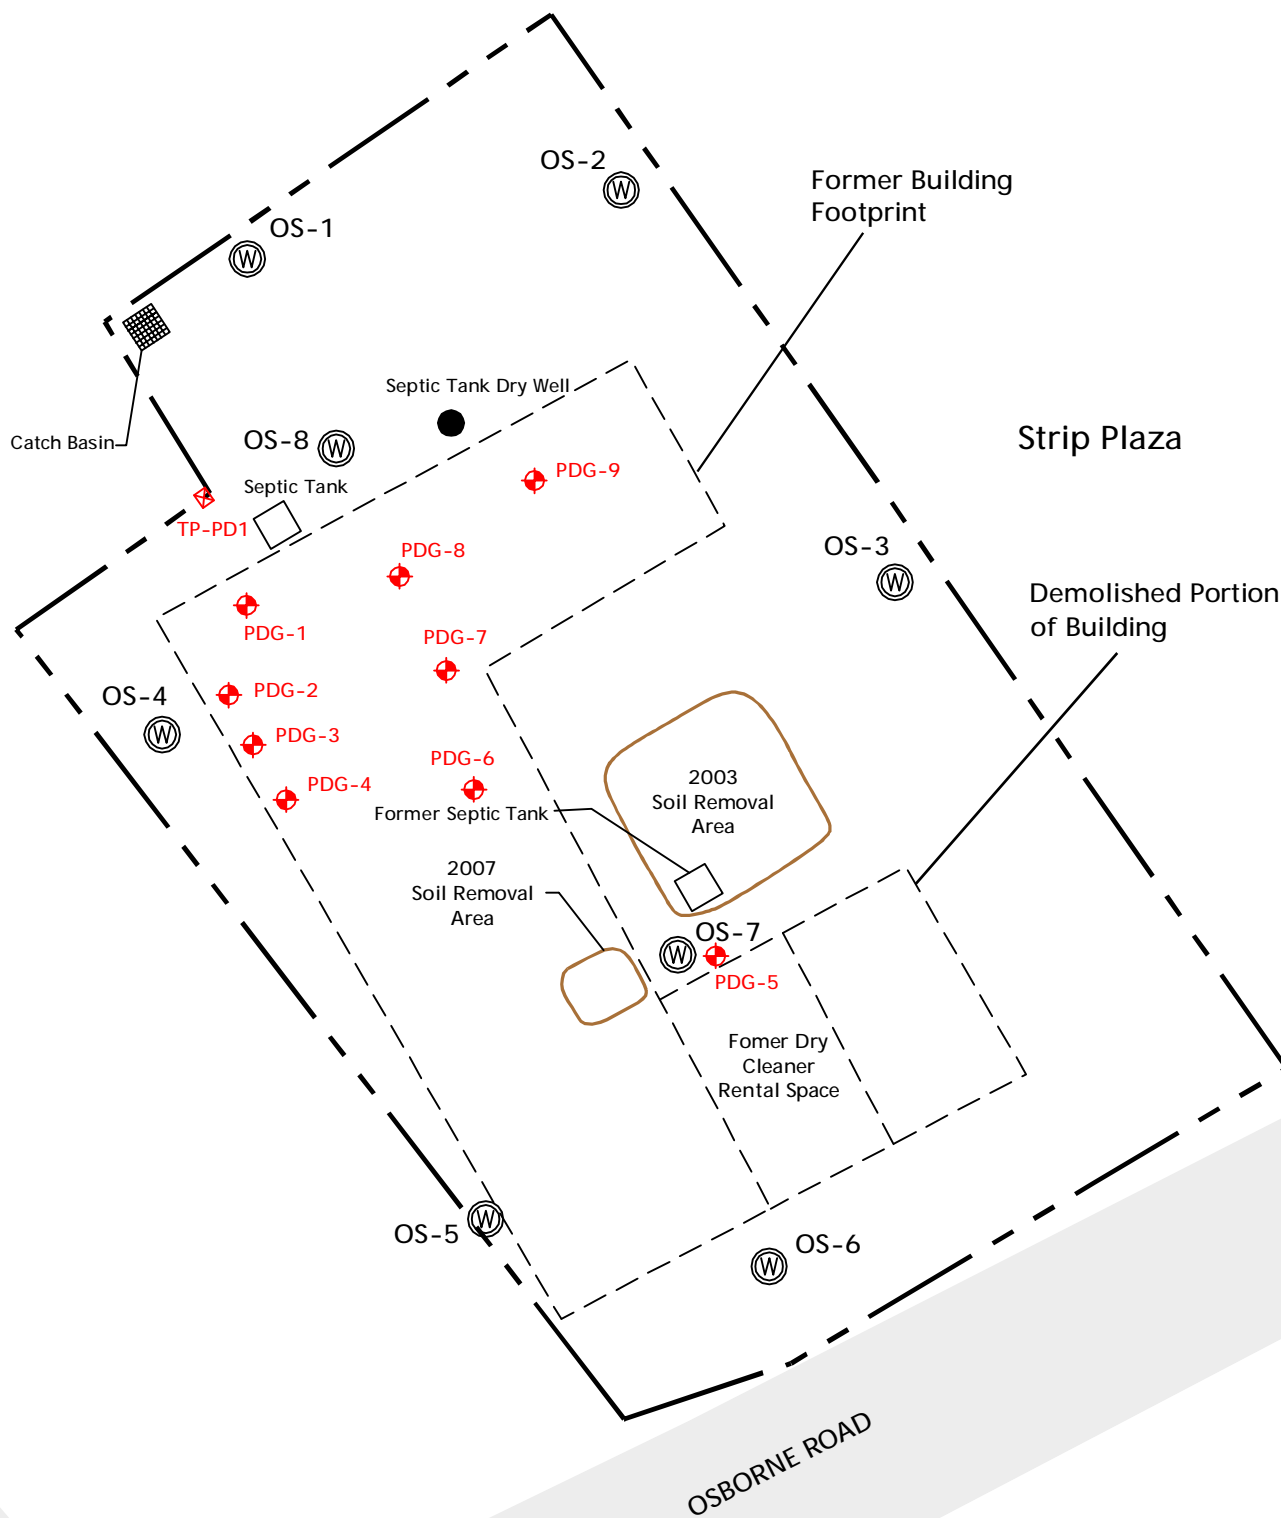 OS-2
Former Building
Footprint
OS-1
W
W
Septic Tank Dry Well
Catch Basin
OS-8
W
Strip Plaza
PDG-9
Septic Tank
TP-PD1
PDG-8
OS-3
W
PDG-1
Demolished Portion
of Building
PDG-7
OS-4
W
PDG-2
PDG-3
PDG-6
PDG-4
2003
Soil Removal
Area
Former Septic Tank
2007
Soil Removal
Area
OS-7
W
PDG-5
Fomer Dry
Cleaner
Rental Space
OS-5
W
OS-6
W
OSBORNE ROAD